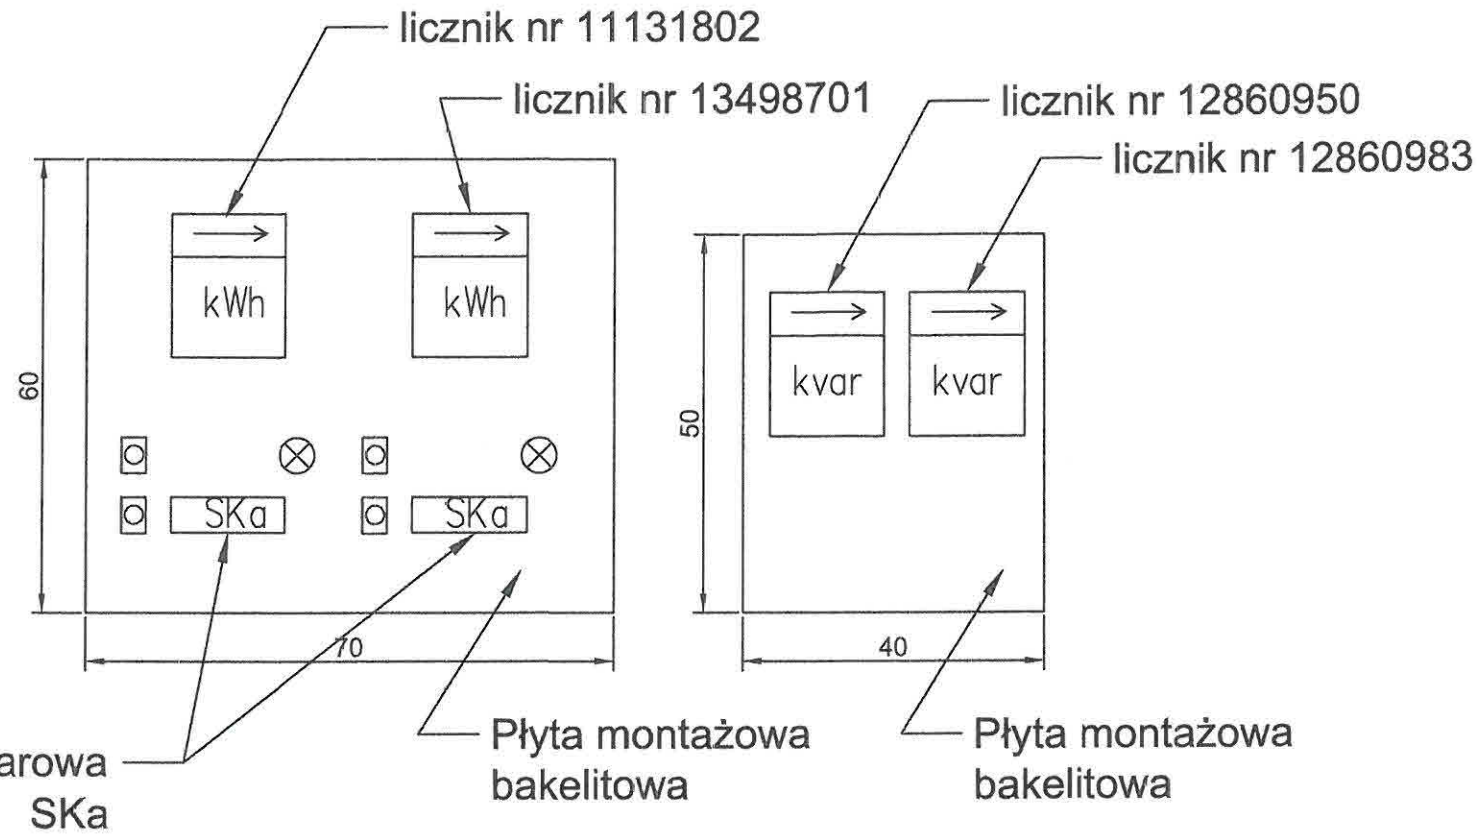 licznik nr 11131802
licznik nr 13498701
licznik nr 12860950
licznik nr 12860983
kWh
kWh
kvar
kvar
60
50
SKa
SKa
70
40
Płyta montażowa
bakelitowa
Płyta montażowa
bakelitowa
arowa
SKa